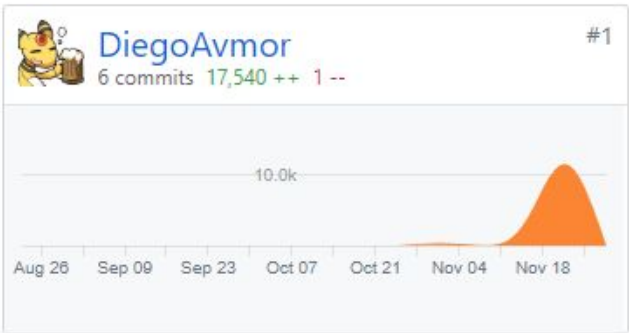 DiegoAvmor #1
6 commits 17,540 ++ 1 --
10.0k
Aug 26 Sep 09 Sep 23 Oct 07 Oct 21 Nov 04 Nov 18